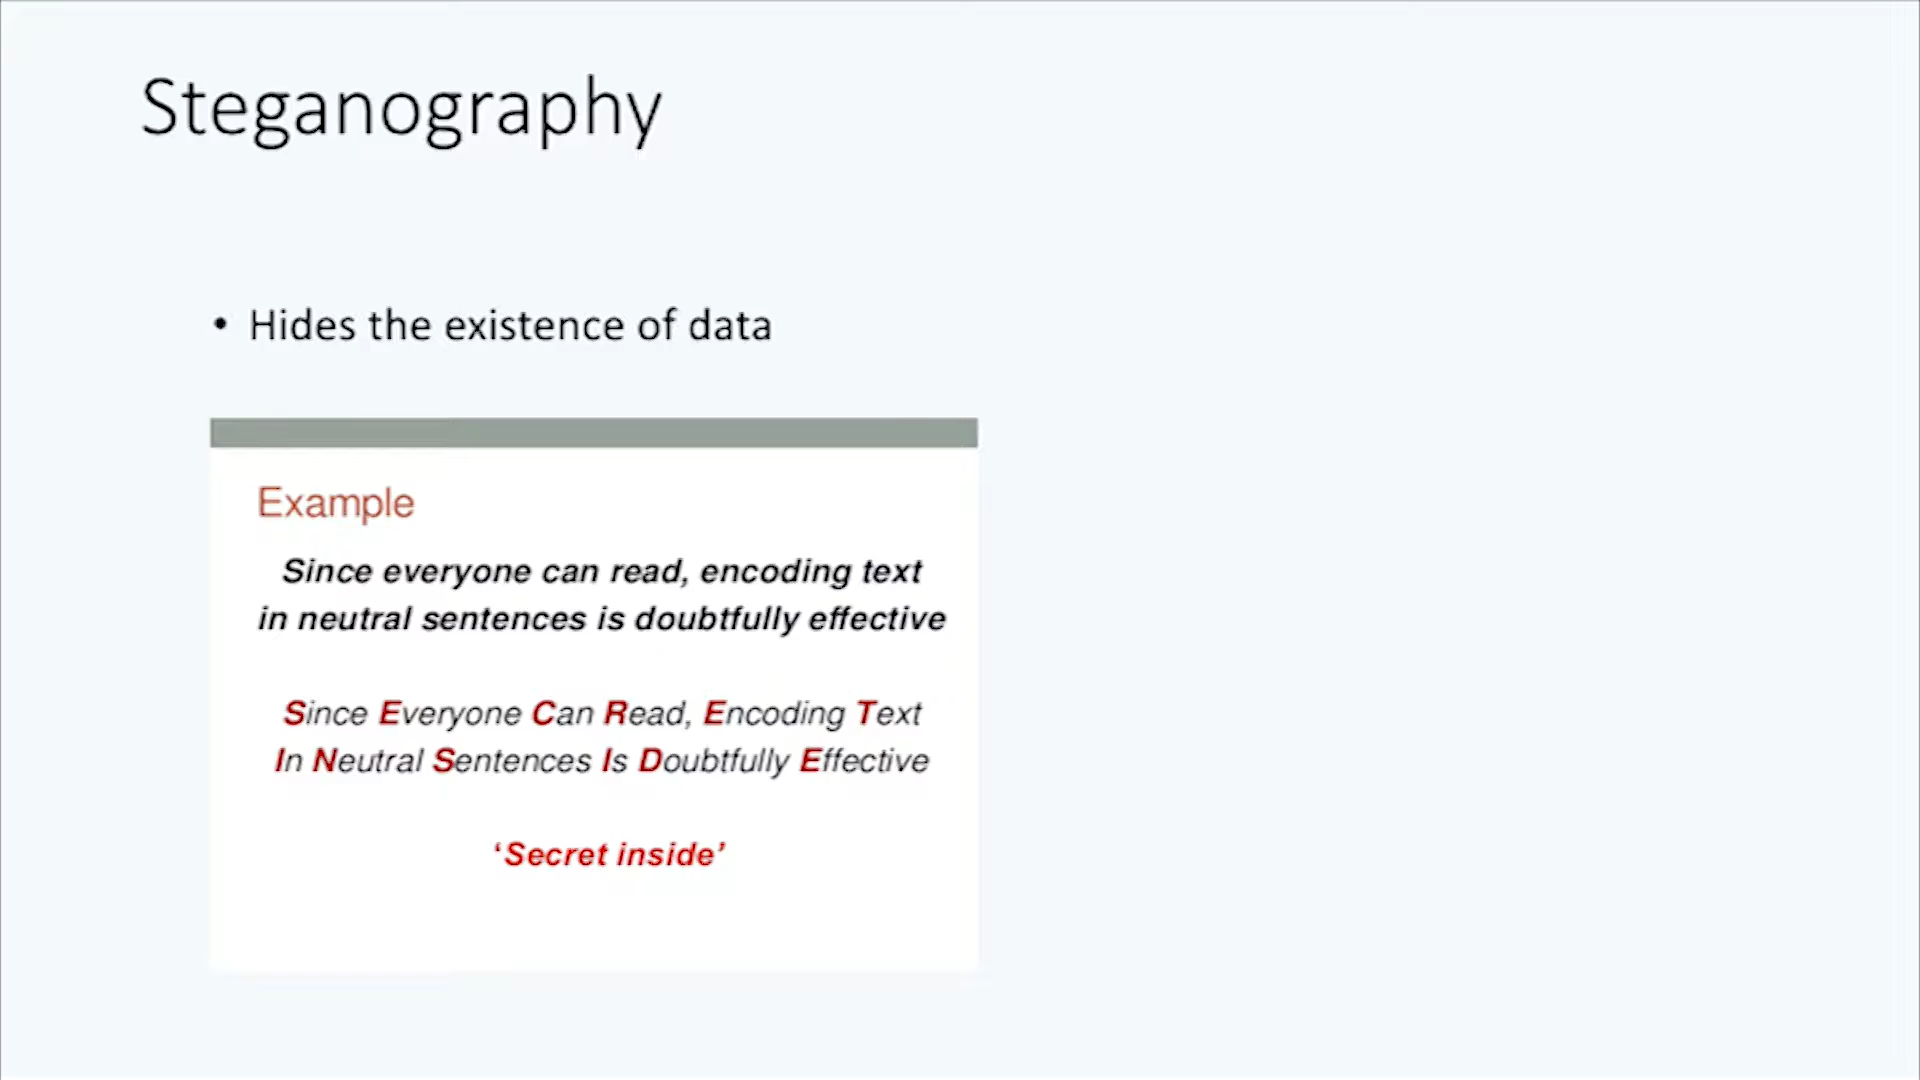 Steganography
• Hides the existence of data
Example
Since everyone can read, encoding text
in neutral sentences is doubtfully effective
Since Everyone Can Read, Encoding Text
In Neutral Sentences Is Doubtfully Effective
‘Secret inside’